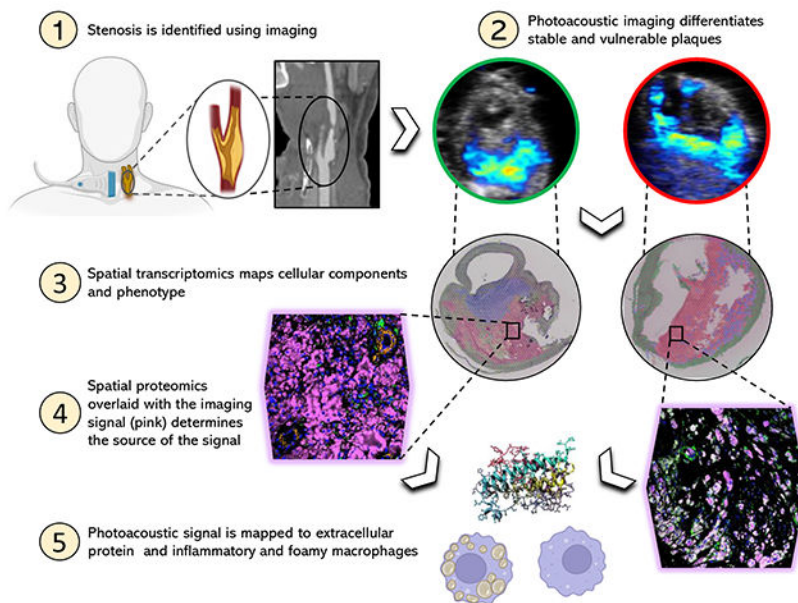 1
Stenosis is identified using imaging
2
Photoacoustic imaging differentiates
stable and vulnerable plaques
3
Spatial transcriptomics maps cellular components
and phenotype
4
Spatial proteomics
overlaid with the imaging
signal (pink) determines
the source of the signal
5
Photoacoustic signal is mapped to extracellular
protein and inflammatory and foamy macrophages